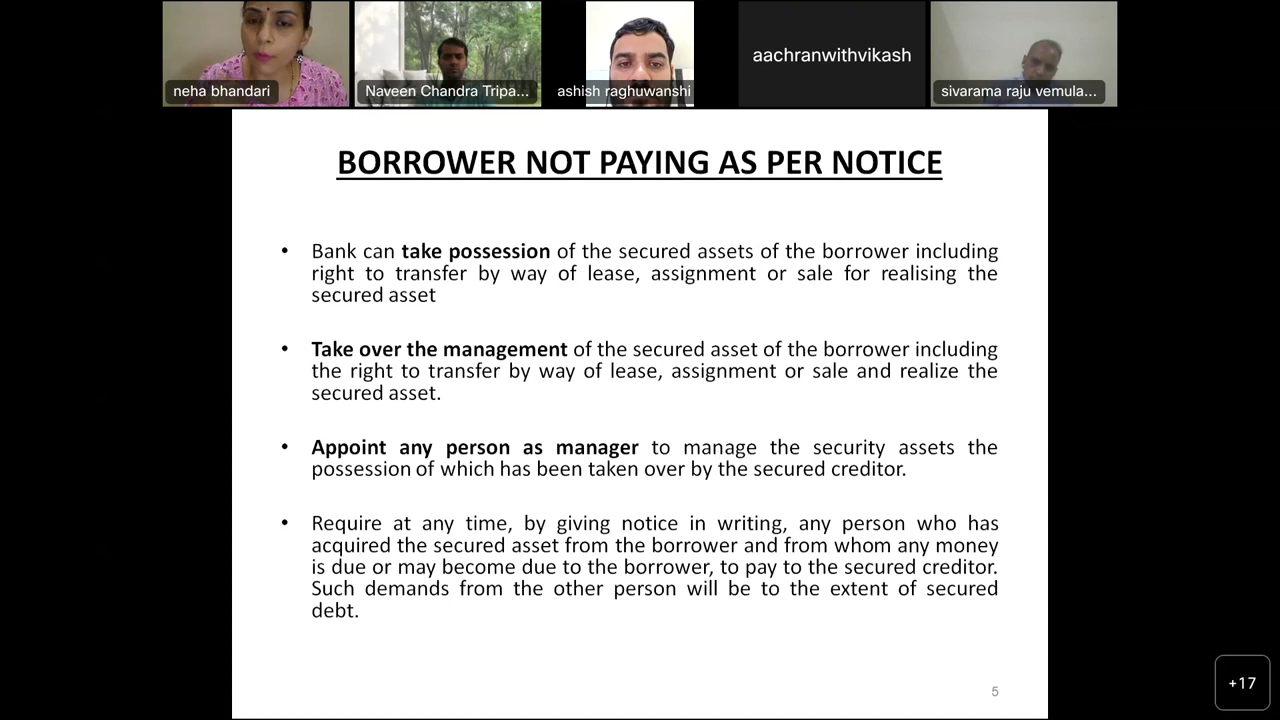 neha bhandari
Naveen Chandra Tripa...
ashish raghuwanshi
aachranwithvikash
sivarama raju vemula...
BORROWER NOT PAYING AS PER NOTICE
• Bank can take possession of the secured assets of the borrower including
right to transfer by way of lease, assignment or sale for realising the
secured asset
• Take over the management of the secured asset of the borrower including
the right to transfer by way of lease, assignment or sale and realize the
secured asset.
• Appoint any person as manager to manage the security assets the
possession of which has been taken over by the secured creditor.
• Require at any time, by giving notice in writing, any person who has
acquired the secured asset from the borrower and from whom any money
is due or may become due to the borrower, to pay to the secured creditor.
Such demands from the other person will be to the extent of secured
debt.
5
+17